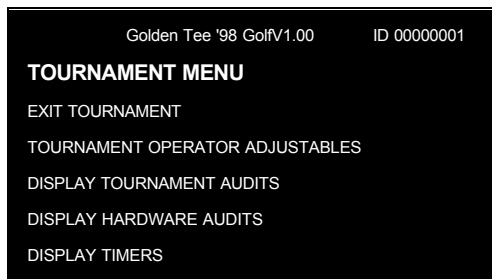 Golden Tee '98 GolfV1.00 ID 00000001
TOURNAMENT MENU
EXIT TOURNAMENT
TOURNAMENT OPERATOR ADJUSTABLES
DISPLAY TOURNAMENT AUDITS
DISPLAY HARDWARE AUDITS
DISPLAY TIMERS